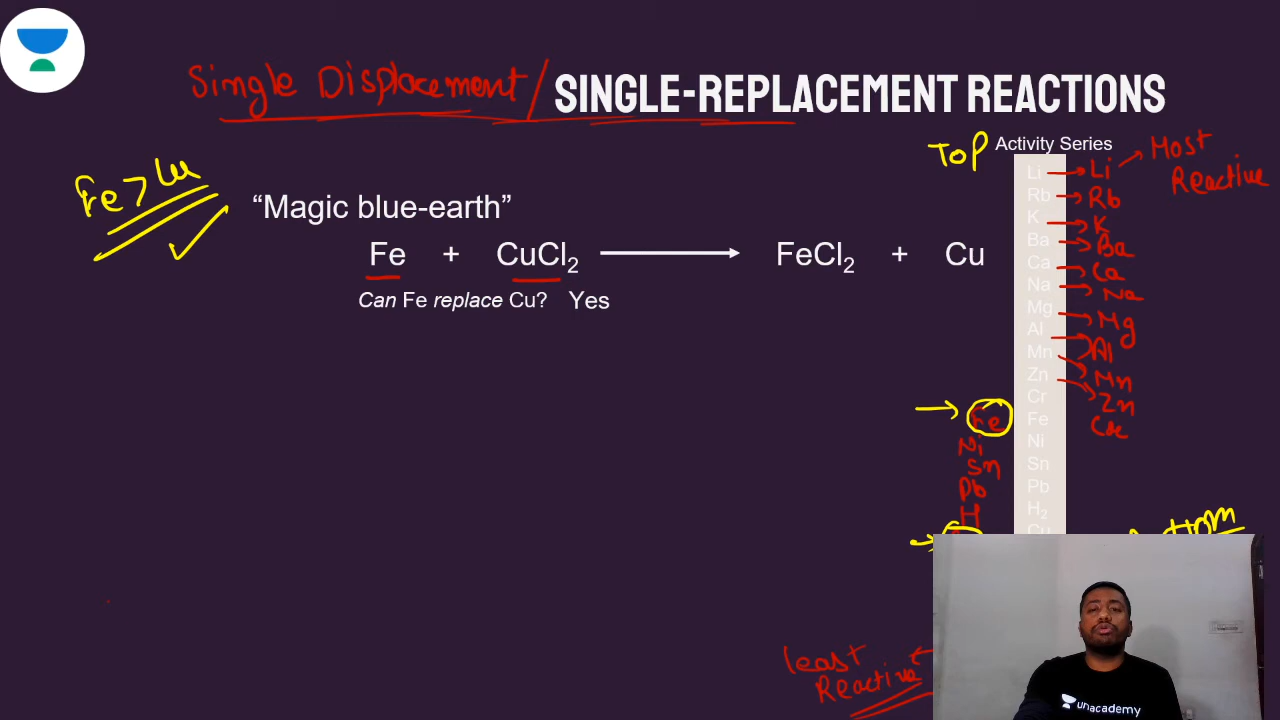 Single Displacement / SINGLE-REPLACEMENT REACTIONS
TOP Activity Series
Most
Reactive
Fe > Cu
“Magic blue-earth”
Fe + CuCl2 → FeCl2 + Cu
Can Fe replace Cu? Yes
Li Li
Rb Rb
K K
Ba Ba
Ca Ca
Na Na
Mg Mg
Al Al
Mn Mn
Zn Zn
Cr
Fe Fe
Ni Ni
Sn Sn
Pb Pb
H H2
Cu
least
Reactive
unacademy